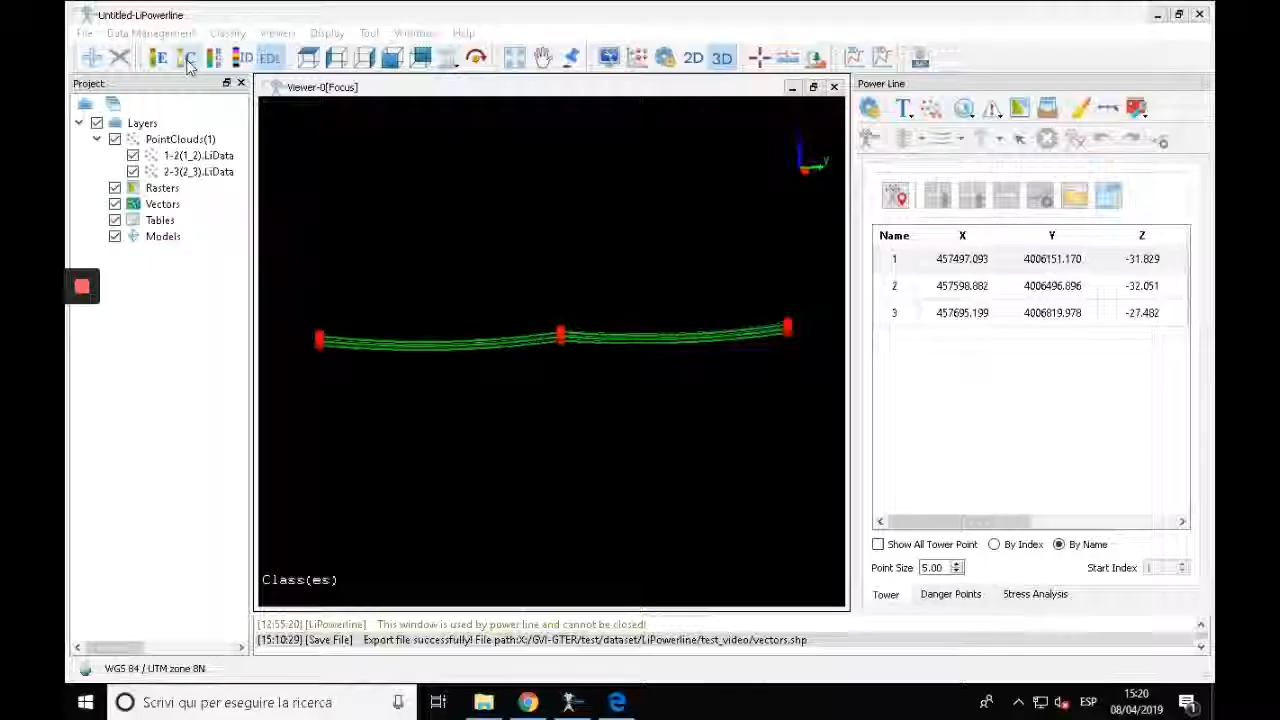 Untitled-LiPowerline
File Data Management Classify Viewers Display Tool Windows Help
E C ID EDL 2D 3D
Project
Viewer-0[Focus]
Power Line
Layers
PointClouds(1)
1-2(1_2).LiData
2-3(2_3).LiData
Rasters
Vectors
Tables
Models
y
T
Name X Y Z
1 457497.093 4006151.170 -31.829
2 457598.882 4006496.896 -32.051
3 457695.199 4006819.978 -27.482
Show All Tower Point By Index By Name
Point Size 5.00 Start Index
Tower Danger Points Stress Analysis
Class(es)
[12:55:20] [LiPowerline] This window is used by power line and cannot be closed!
[15:10:29] [Save File] Export file successfully! File path:X:/GVI-GTER/test/dataset/LiPowerline/test_video/vectors.shp
WGS 84 / UTM zone 8N
Scrivi qui per eseguire la ricerca
ESP
15:20
08/04/2019